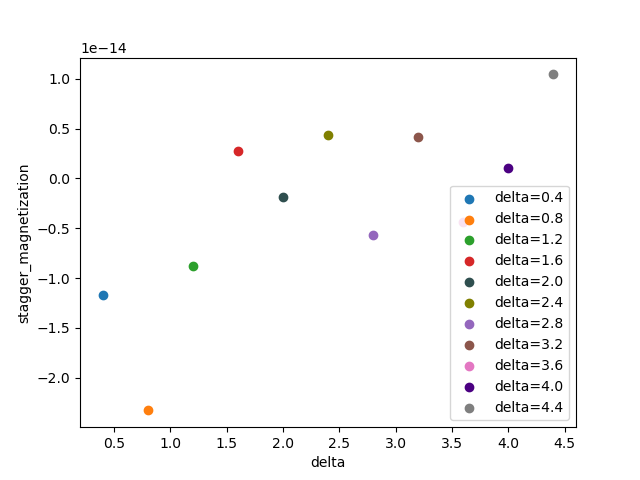 1e−14
1.0
0.5
0.0
−0.5
−1.0
−1.5
−2.0
stagger_magnetization
delta=0.4
delta=0.8
delta=1.2
delta=1.6
delta=2.0
delta=2.4
delta=2.8
delta=3.2
delta=3.6
delta=4.0
delta=4.4
0.5 1.0 1.5 2.0 2.5 3.0 3.5 4.0 4.5
delta